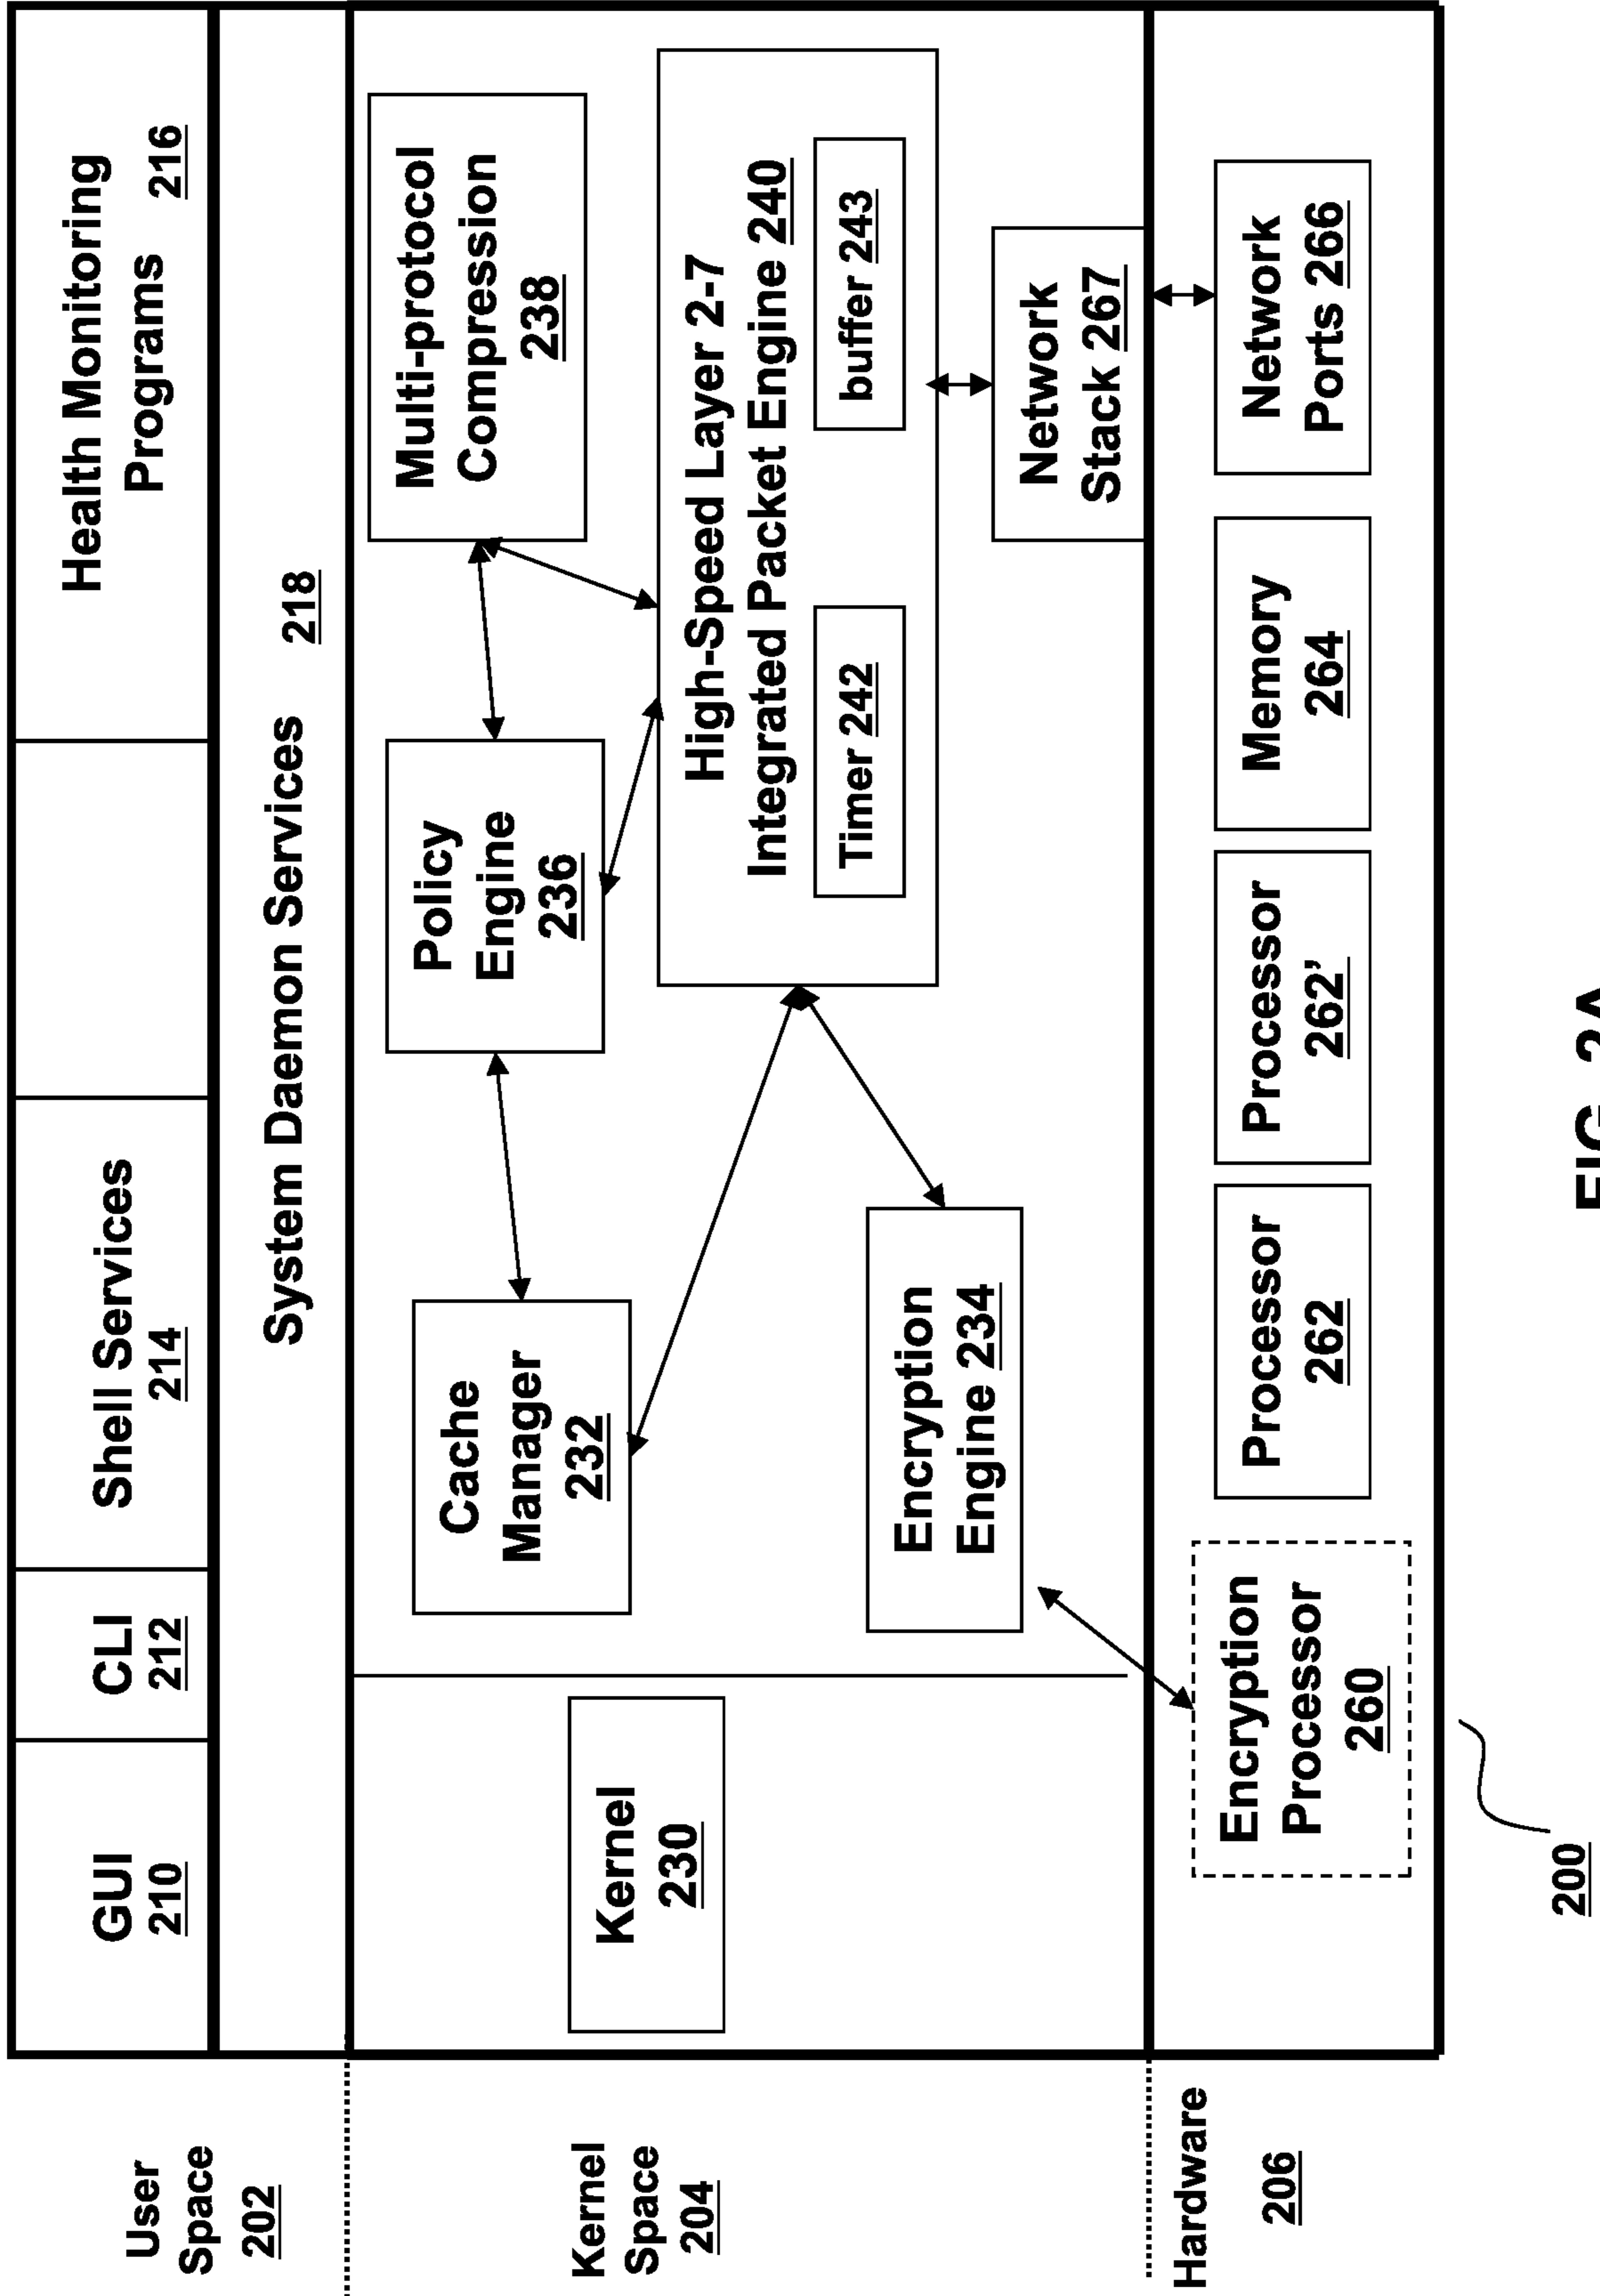 User
Space
202
GUI
210
CLI
212
Shell Services
214
Health Monitoring
Programs 216
System Daemon Services 218
Kernel
Space
204
Kernel
230
Cache
Manager
232
Policy
Engine
236
Multi-protocol
Compression
238
High-Speed Layer 2-7
Integrated Packet Engine 240
Timer 242
buffer 243
Encryption
Engine 234
Network
Stack 267
Hardware
206
Encryption
Processor
260
Processor
262
Processor
262’
Memory
264
Network
Ports 266
200
FIG. 2A